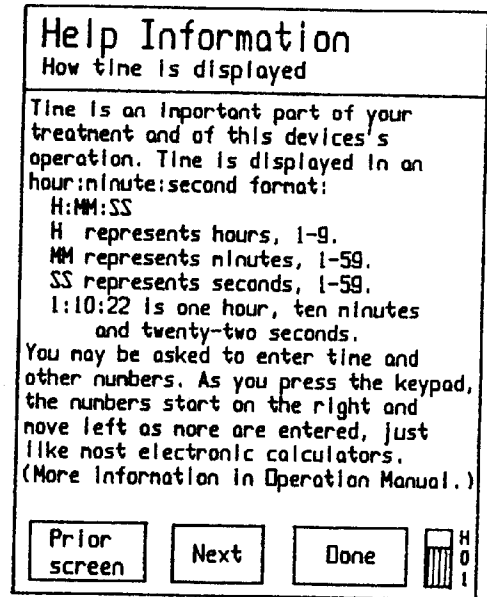 Help Information
How time is displayed
Time is an important part of your
treatment and of this devices's
operation. Time is displayed in an
hour:minute:second format:
H:MM:SS
H represents hours, 1-9.
MM represents minutes, 1-59.
SS represents seconds, 1-59.
1:10:22 is one hour, ten minutes
and twenty-two seconds.
You may be asked to enter time and
other numbers. As you press the keypad,
the numbers start on the right and
move left as more are entered, just
like most electronic calculators.
(More Information in Operation Manual.)
Prior
screen
Next
Done
H
0
1